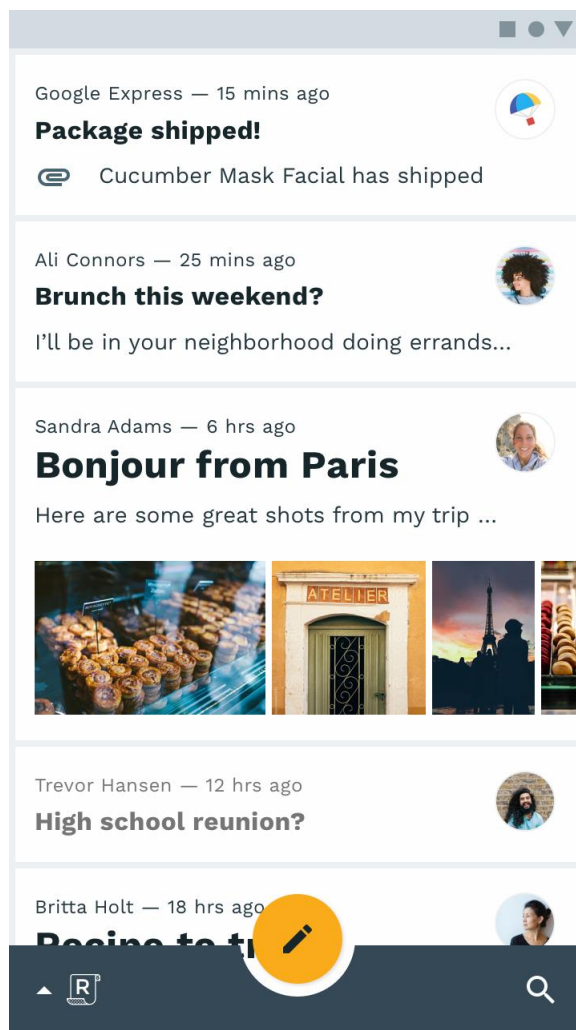 Google Express — 15 mins ago
Package shipped!
Cucumber Mask Facial has shipped
Ali Connors — 25 mins ago
Brunch this weekend?
I’ll be in your neighborhood doing errands...
Sandra Adams — 6 hrs ago
Bonjour from Paris
Here are some great shots from my trip ...
ATELIER
Trevor Hansen — 12 hrs ago
High school reunion?
Britta Holt — 18 hrs ago
Recipe to
R